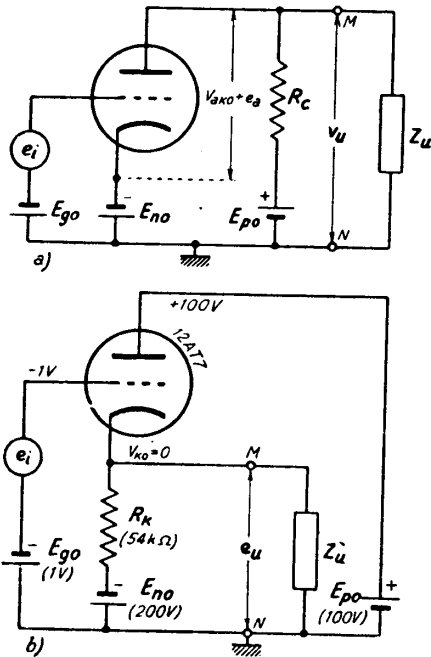 M
V_ako+e_a
R_c
v_u
Z_u
e_i
E_go
−
E_no
+
E_po
N
a)
+100V
12AT7
-1V
V_ko=0
M
e_i
R_k
(54kΩ)
e_u
Z_u
−
E_go
(1V)
−
E_no
(200V)
E_po
(100V)
+
N
b)